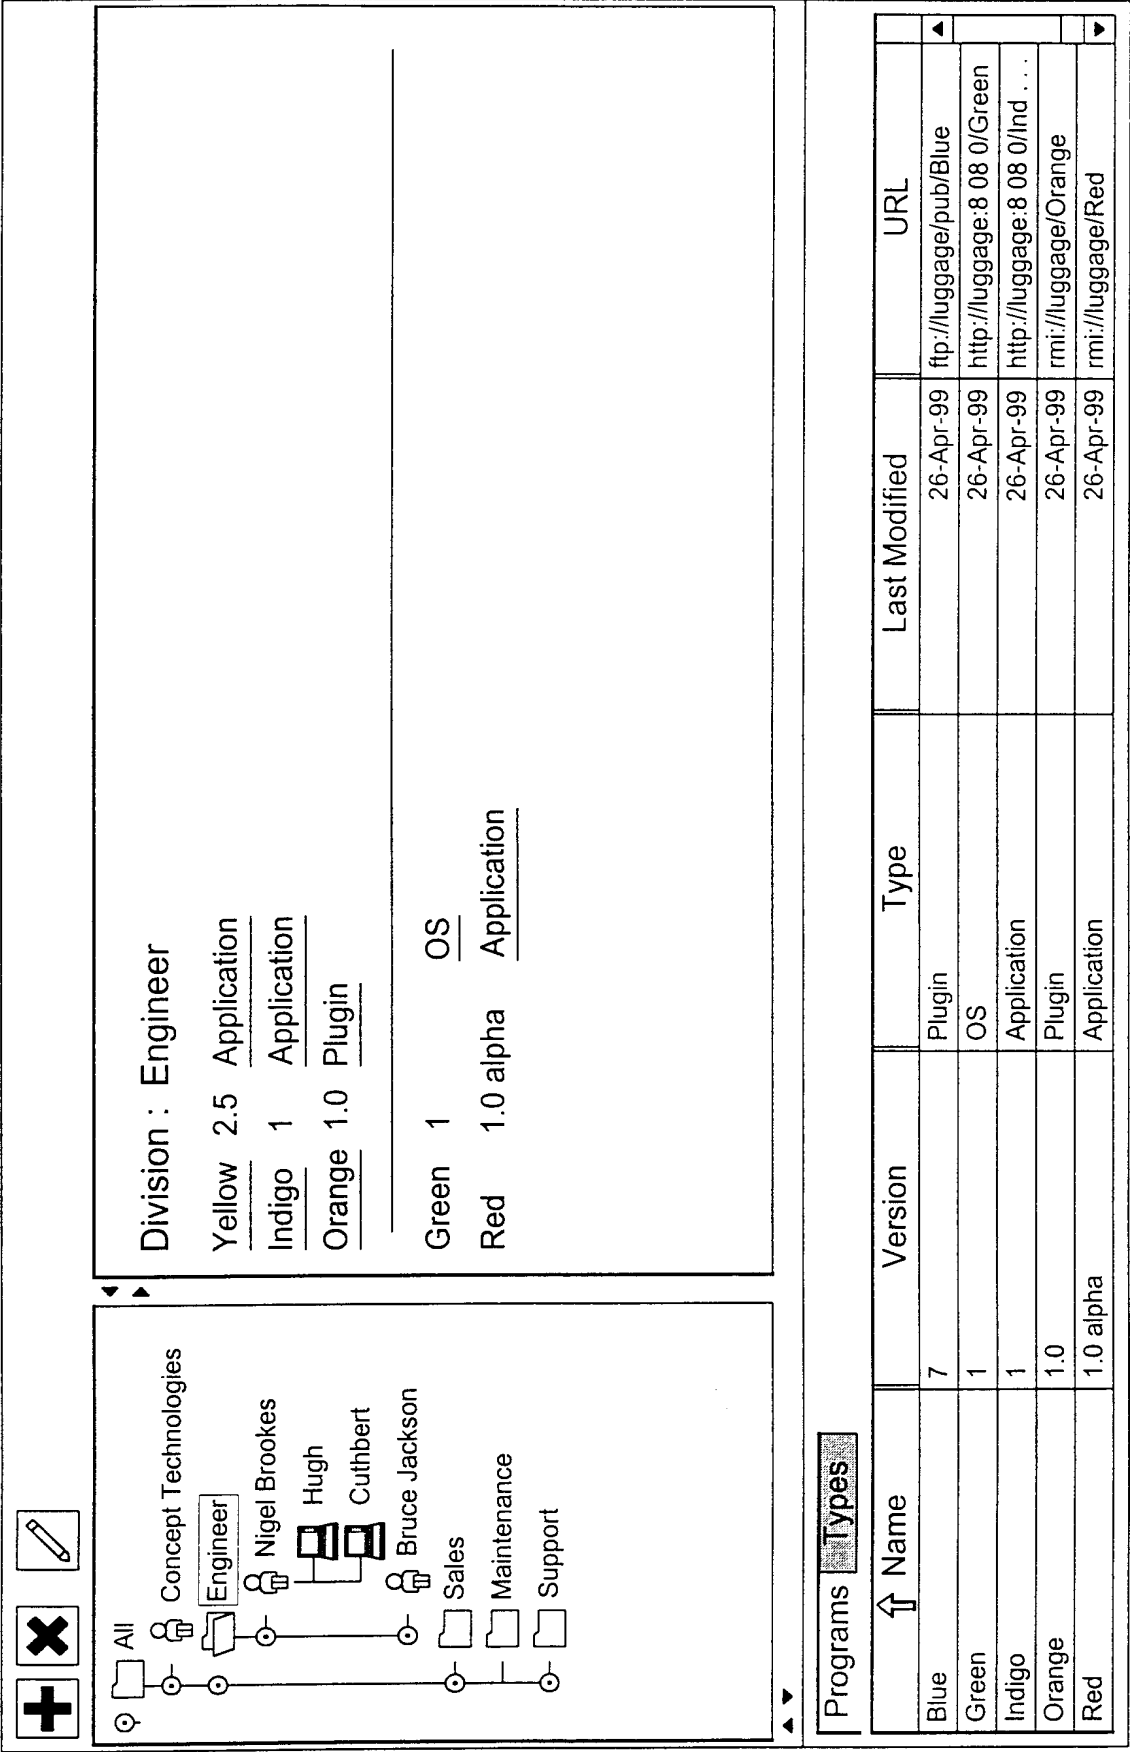 All
Concept Technologies
Engineer
Nigel Brookes
Hugh
Cuthbert
Bruce Jackson
Sales
Maintenance
Support
Division : Engineer
Yellow 2.5 Application
Indigo 1 Application
Orange 1.0 Plugin
Green 1 OS
Red 1.0 alpha Application
Programs Types
Name Version Type Last Modified URL
Blue 7 Plugin 26-Apr-99 ftp://luggage/pub/Blue
Green 1 OS 26-Apr-99 http://luggage:8 08 0/Green
Indigo 1 Application 26-Apr-99 http://luggage:8 08 0/Ind . . .
Orange 1.0 Plugin 26-Apr-99 rmi://luggage/Orange
Red 1.0 alpha Application 26-Apr-99 rmi://luggage/Red